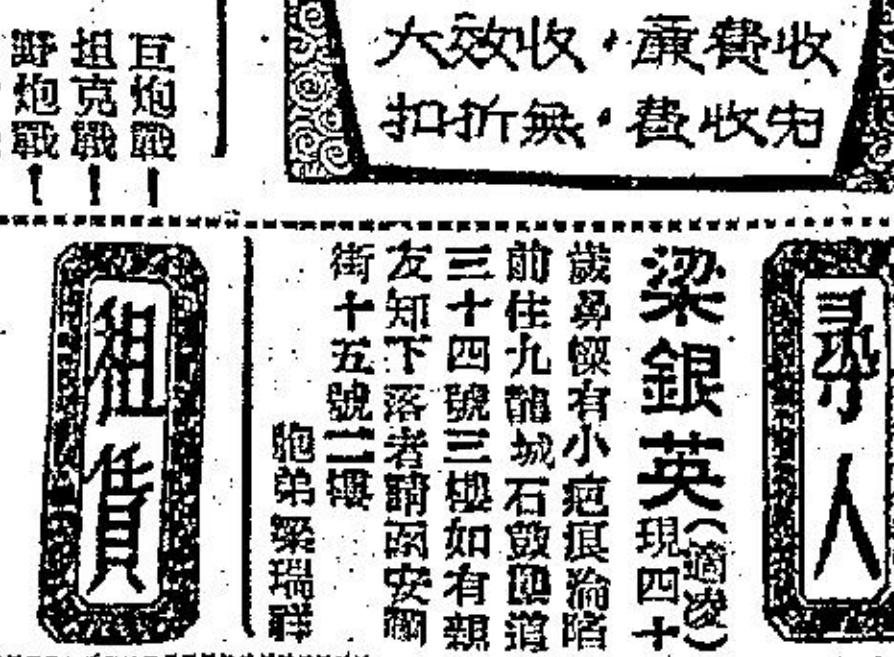 收費廉，收效大
先收費，無折扣
巨炮戰！
坦克戰！
野炮戰！
尋人
梁銀英（適凌）現四十
歲鼻樑有小疤痕淪陷
前住九龍城石鼓壟道
三十四號三樓如有親
友知下落者請函安蘭
街十五號二樓
胞弟梁瑞祥
租賃